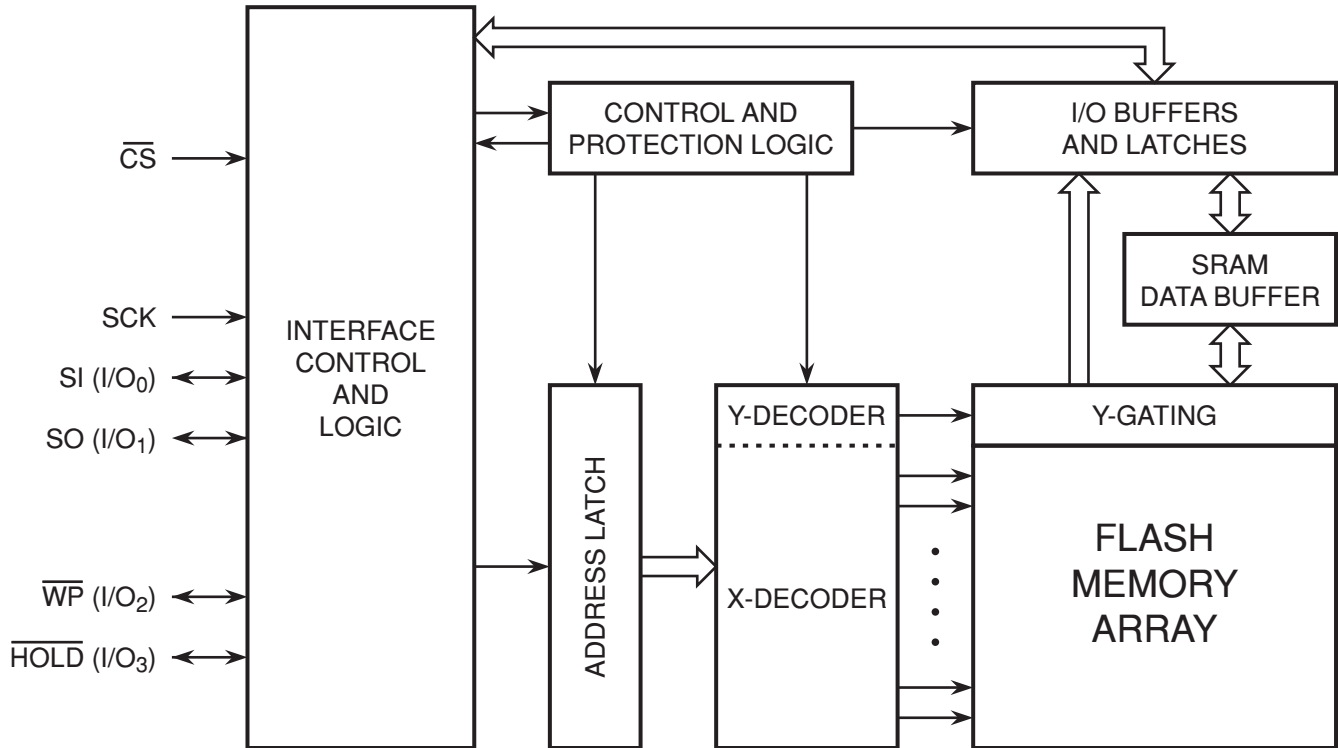 CS
SCK
SI (I/O0)
SO (I/O1)
WP (I/O2)
HOLD (I/O3)
INTERFACE
CONTROL
AND
LOGIC
CONTROL AND
PROTECTION LOGIC
I/O BUFFERS
AND LATCHES
SRAM
DATA BUFFER
ADDRESS LATCH
Y-DECODER
X-DECODER
Y-GATING
FLASH
MEMORY
ARRAY